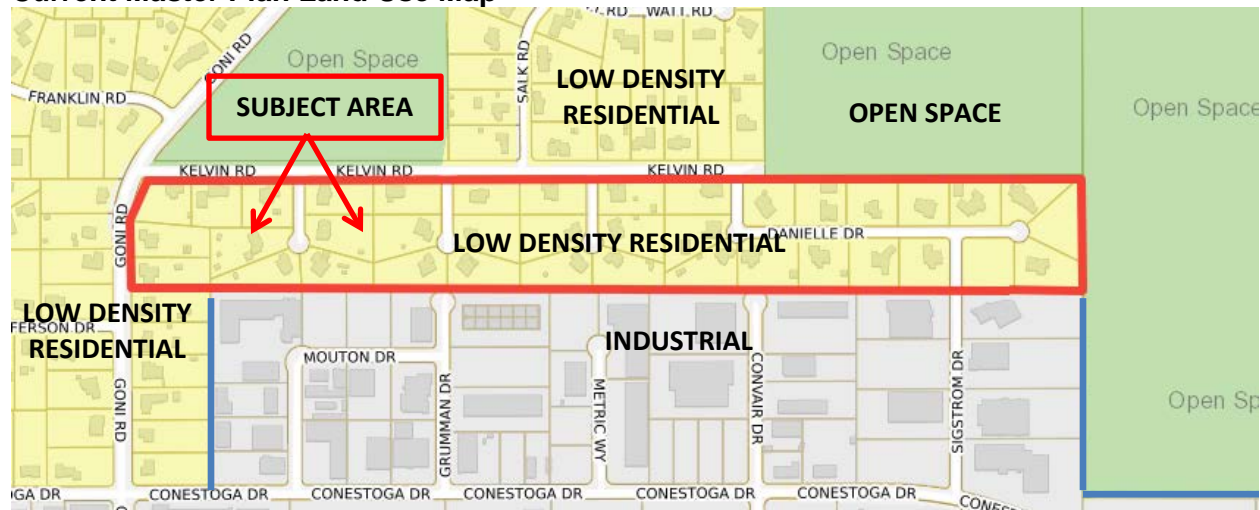 Current Master Plan Land Use Map
RD WATT RD
GONI RD
Open Space
SALK RD
LOW DENSITY
RESIDENTIAL
Open Space
OPEN SPACE
Open Space
FRANKLIN RD
SUBJECT AREA
KELVIN RD
KELVIN RD
KELVIN RD
GONI RD
LOW DENSITY RESIDENTIAL
DANIELLE DR
LOW DENSITY
RESIDENTIAL
FERSON DR
INDUSTRIAL
MOUTON DR
GONI RD
GRUMMAN DR
METRIC WY
CONVAIR DR
SIGSTROM DR
Open Sp
GA DR
CONESTOGA DR
CONESTOGA DR
CONESTOGA DR
CONESTOGA DR
CONES